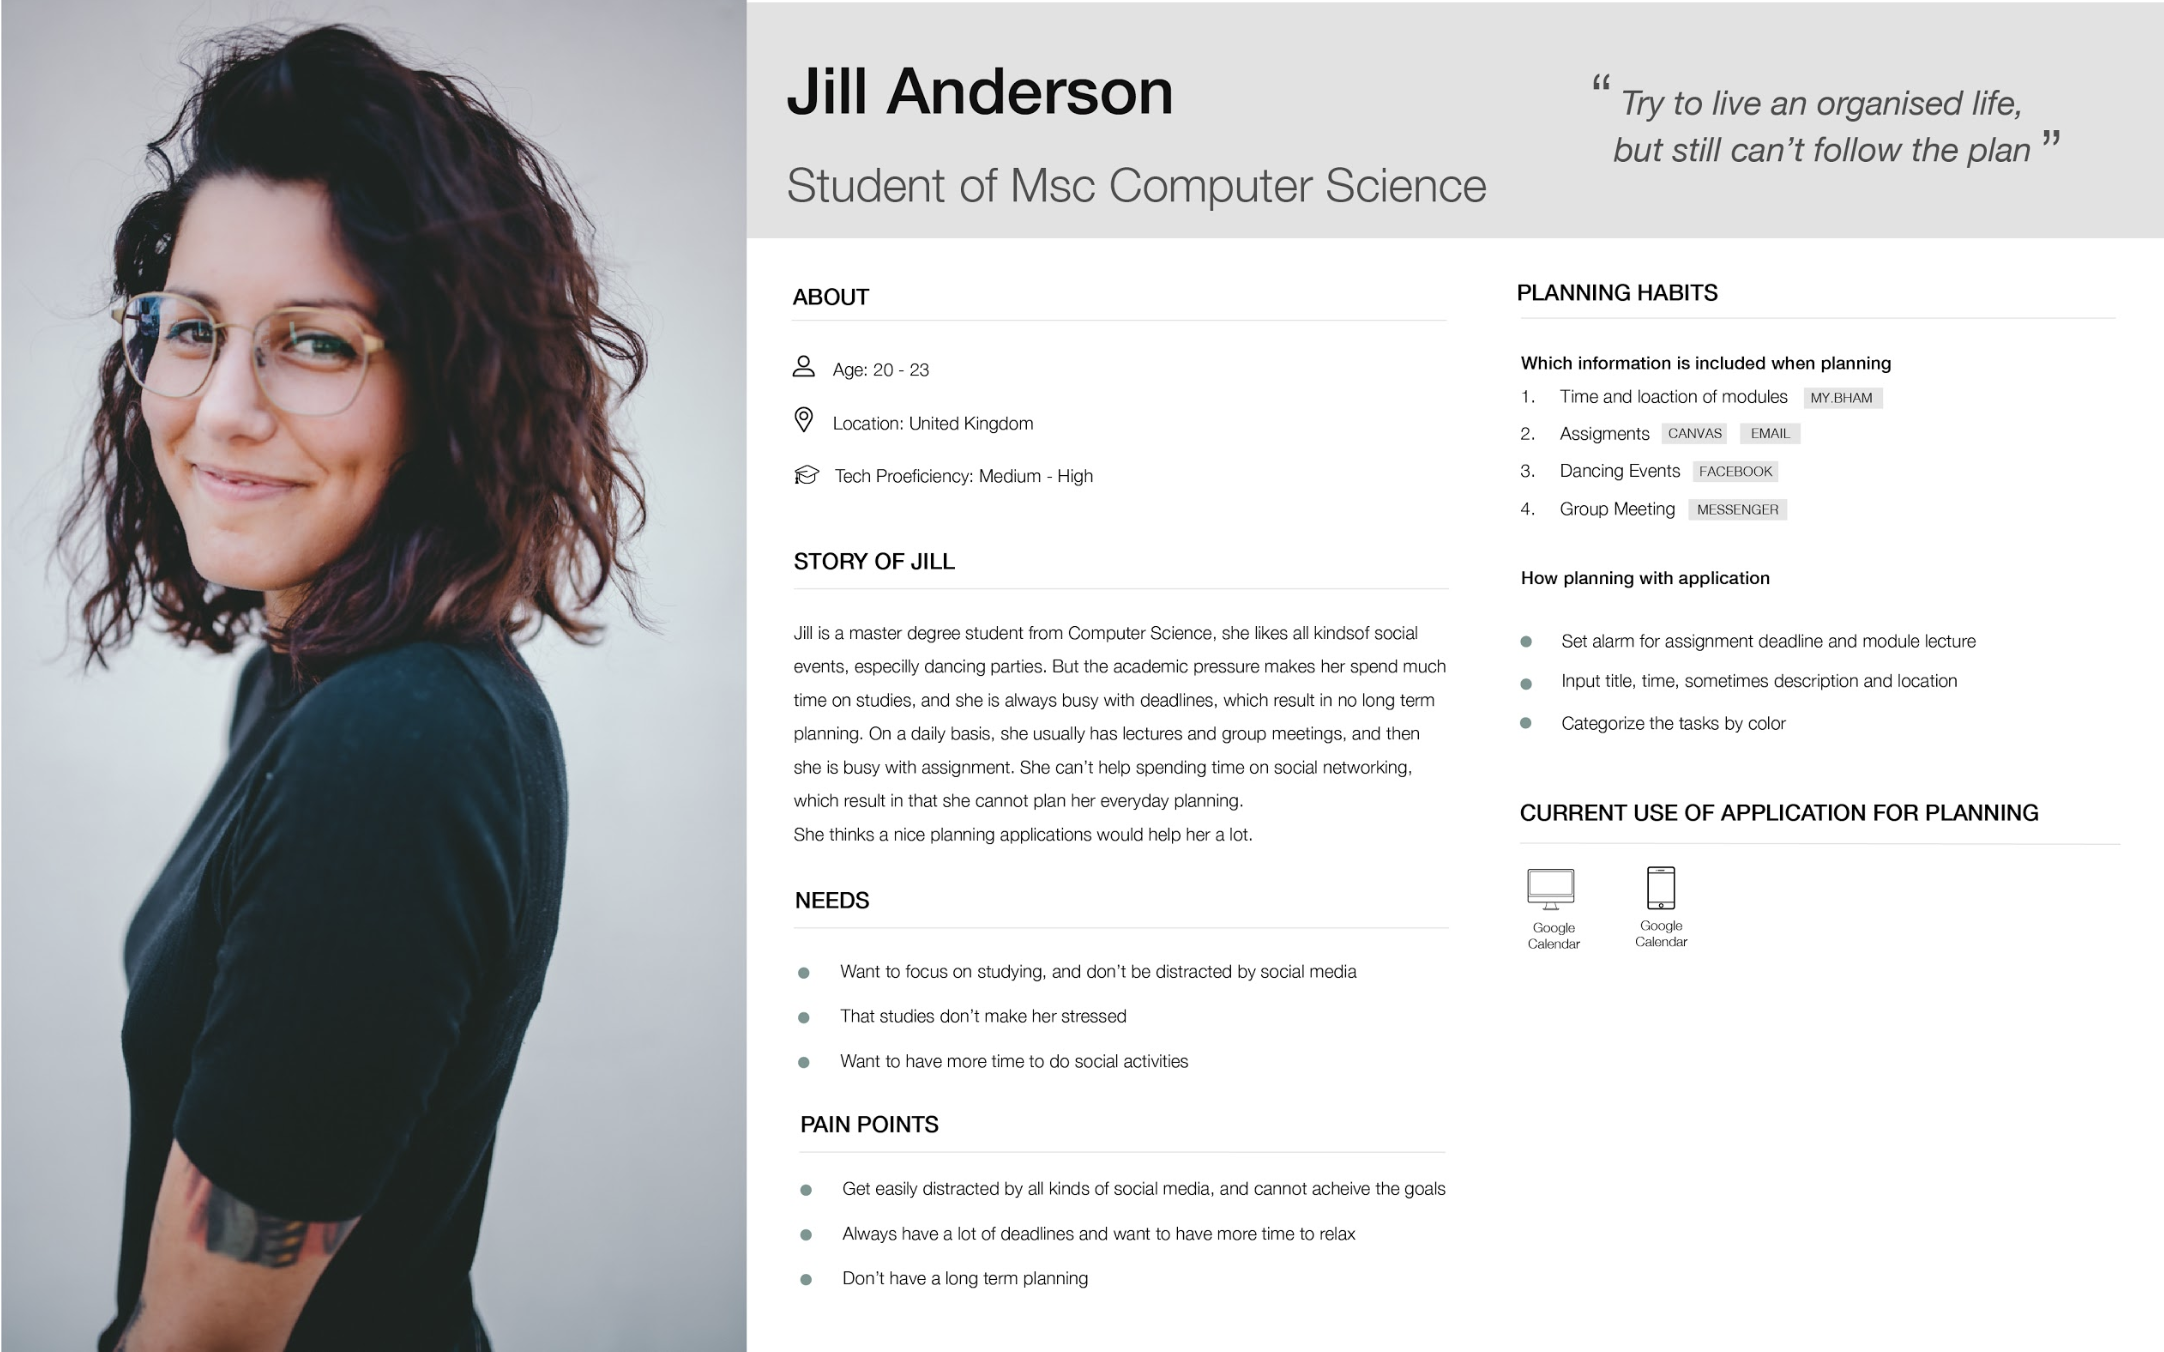 Jill Anderson
Student of Msc Computer Science
“ Try to live an organised life,
but still can’t follow the plan ”
ABOUT
Age: 20 - 23
Location: United Kingdom
Tech Proeficiency: Medium - High
STORY OF JILL
Jill is a master degree student from Computer Science, she likes all kindsof social
events, especilly dancing parties. But the academic pressure makes her spend much
time on studies, and she is always busy with deadlines, which result in no long term
planning. On a daily basis, she usually has lectures and group meetings, and then
she is busy with assignment. She can’t help spending time on social networking,
which result in that she cannot plan her everyday planning.
She thinks a nice planning applications would help her a lot.
NEEDS
Want to focus on studying, and don’t be distracted by social media
That studies don’t make her stressed
Want to have more time to do social activities
PAIN POINTS
Get easily distracted by all kinds of social media, and cannot acheive the goals
Always have a lot of deadlines and want to have more time to relax
Don’t have a long term planning
PLANNING HABITS
Which information is included when planning
1. Time and loaction of modules MY.BHAM
2. Assigments CANVAS EMAIL
3. Dancing Events FACEBOOK
4. Group Meeting MESSENGER
How planning with application
Set alarm for assignment deadline and module lecture
Input title, time, sometimes description and location
Categorize the tasks by color
CURRENT USE OF APPLICATION FOR PLANNING
Google
Calendar
Google
Calendar